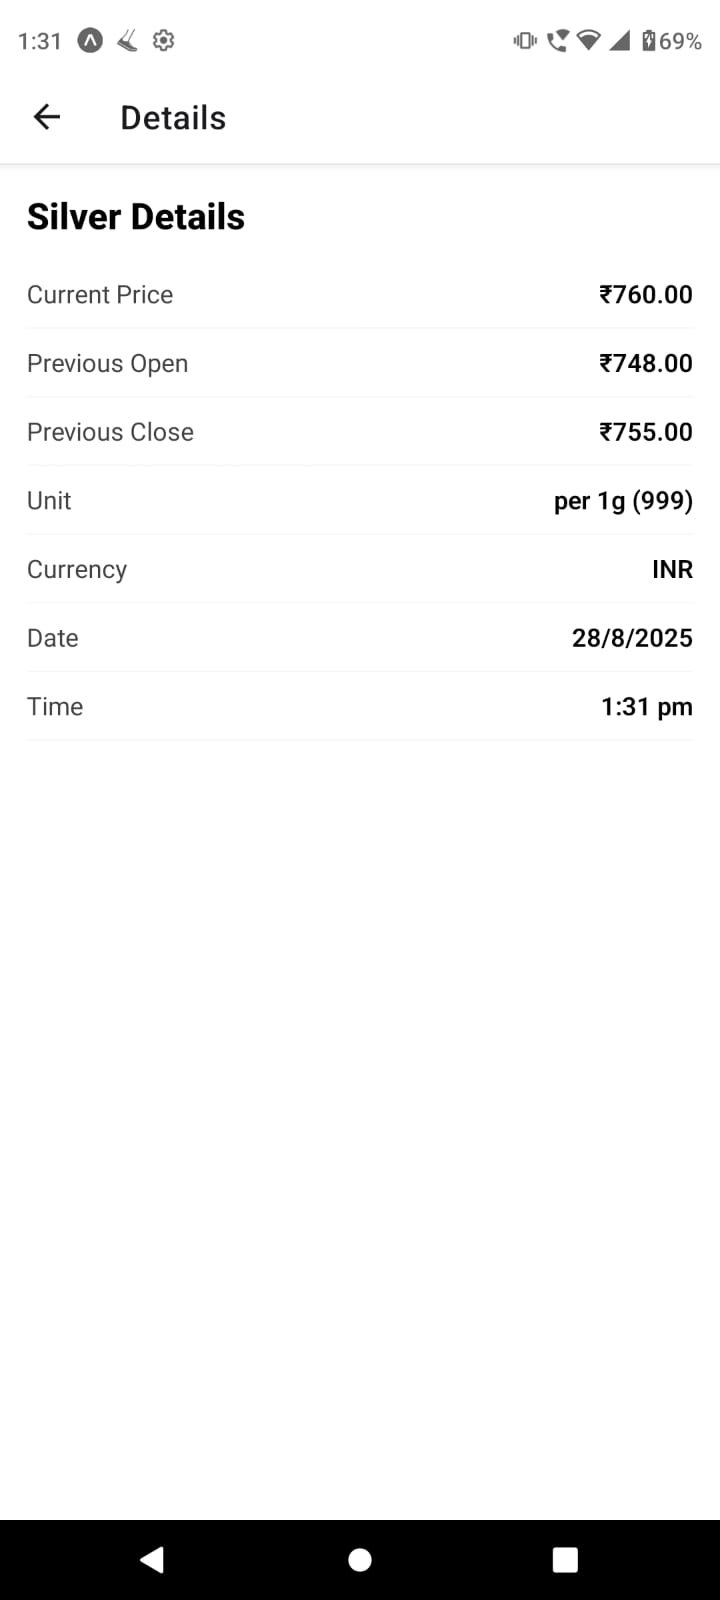 1:31 69%
Details
Silver Details
Current Price ₹760.00
Previous Open ₹748.00
Previous Close ₹755.00
Unit per 1g (999)
Currency INR
Date 28/8/2025
Time 1:31 pm